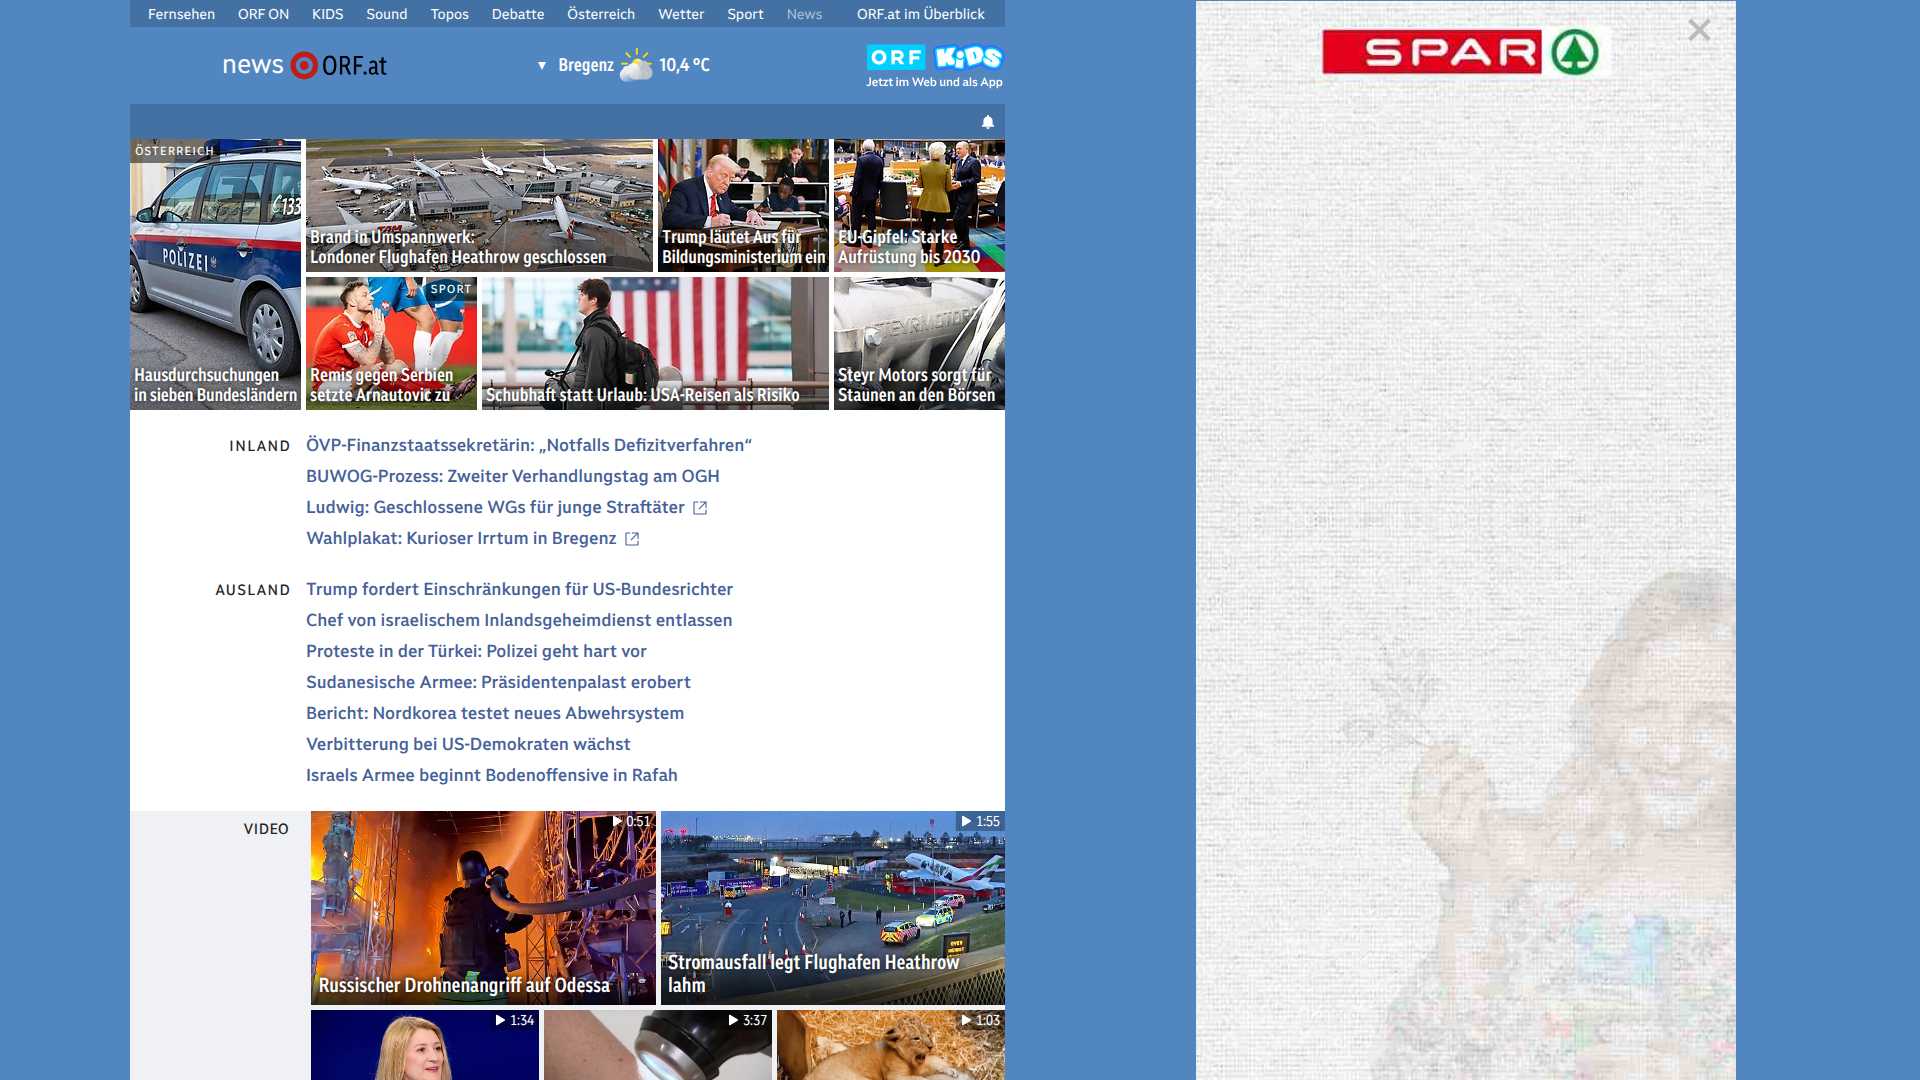 Fernsehen ORF ON KIDS Sound Topos Debatte Österreich Wetter Sport News ORF.at im Überblick
news ORF.at
Bregenz 10,4 °C
ORF KiDS
Jetzt im Web und als App
SPAR
ÖSTERREICH
133
POLIZEI
Hausdurchsuchungen
in sieben Bundesländern
Brand in Umspannwerk:
Londoner Flughafen Heathrow geschlossen
Trump läutet Aus für
Bildungsministerium ein
EU-Gipfel: Starke
Aufrüstung bis 2030
SPORT
Remis gegen Serbien
setzte Arnautovic zu
Schubhaft statt Urlaub: USA-Reisen als Risiko
STEYR MOTORS
Steyr Motors sorgt für
Staunen an den Börsen
INLAND
ÖVP-Finanzstaatssekretärin: „Notfalls Defizitverfahren“
BUWOG-Prozess: Zweiter Verhandlungstag am OGH
Ludwig: Geschlossene WGs für junge Straftäter
Wahlplakat: Kurioser Irrtum in Bregenz
AUSLAND
Trump fordert Einschränkungen für US-Bundesrichter
Chef von israelischem Inlandsgeheimdienst entlassen
Proteste in der Türkei: Polizei geht hart vor
Sudanesische Armee: Präsidentenpalast erobert
Bericht: Nordkorea testet neues Abwehrsystem
Verbitterung bei US-Demokraten wächst
Israels Armee beginnt Bodenoffensive in Rafah
VIDEO
0:51
Russischer Drohnenangriff auf Odessa
1:55
Stromausfall legt Flughafen Heathrow
lahm
1:34
3:37
1:03